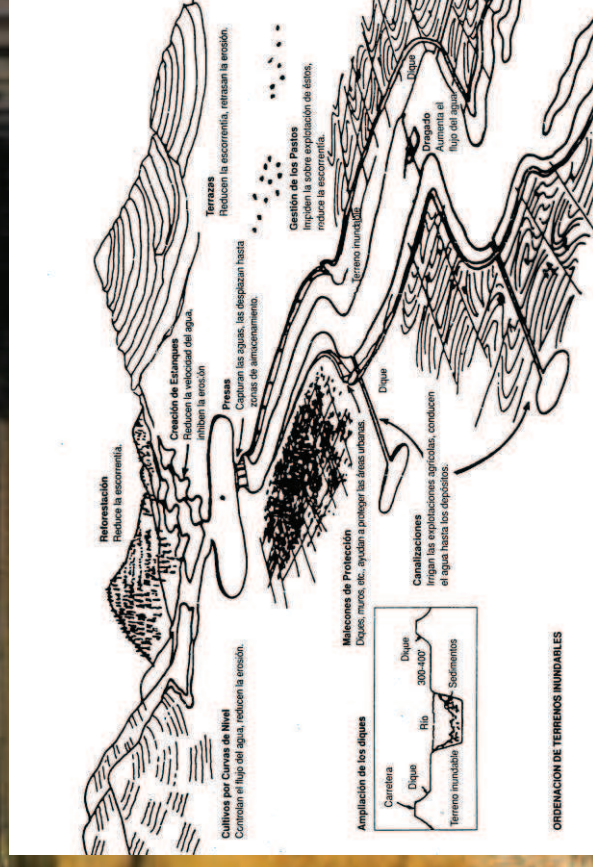 Reforestación
Reduce la escorrentía.
Terrazas
Reducen la escorrentía, retrasan la erosión.
Creación de Estanques
Reducen la velocidad del agua,
inhiben la erosión
Cultivos por Curvas de Nivel
Controlan el flujo del agua, reducen la erosión.
Presas
Capturan las aguas, las desplazan hasta
zonas de almacenamiento.
Gestión de los Pastos
Impiden la sobre explotación de éstos,
reduce la escorrentía.
Terreno inundable
Dique
Malecones de Protección
Diques, muros, etc., ayudan a proteger las áreas urbanas.
Dique
Dragado
Aumenta el
flujo del agua.
Canalizaciones
Irrigan las explotaciones agrícolas, conducen
el agua hasta los depósitos.
Ampliación de los diques
Carretera
Dique
Río
300-400'
Dique
Terreno inundable
Sedimentos
ORDENACION DE TERRENOS INUNDABLES